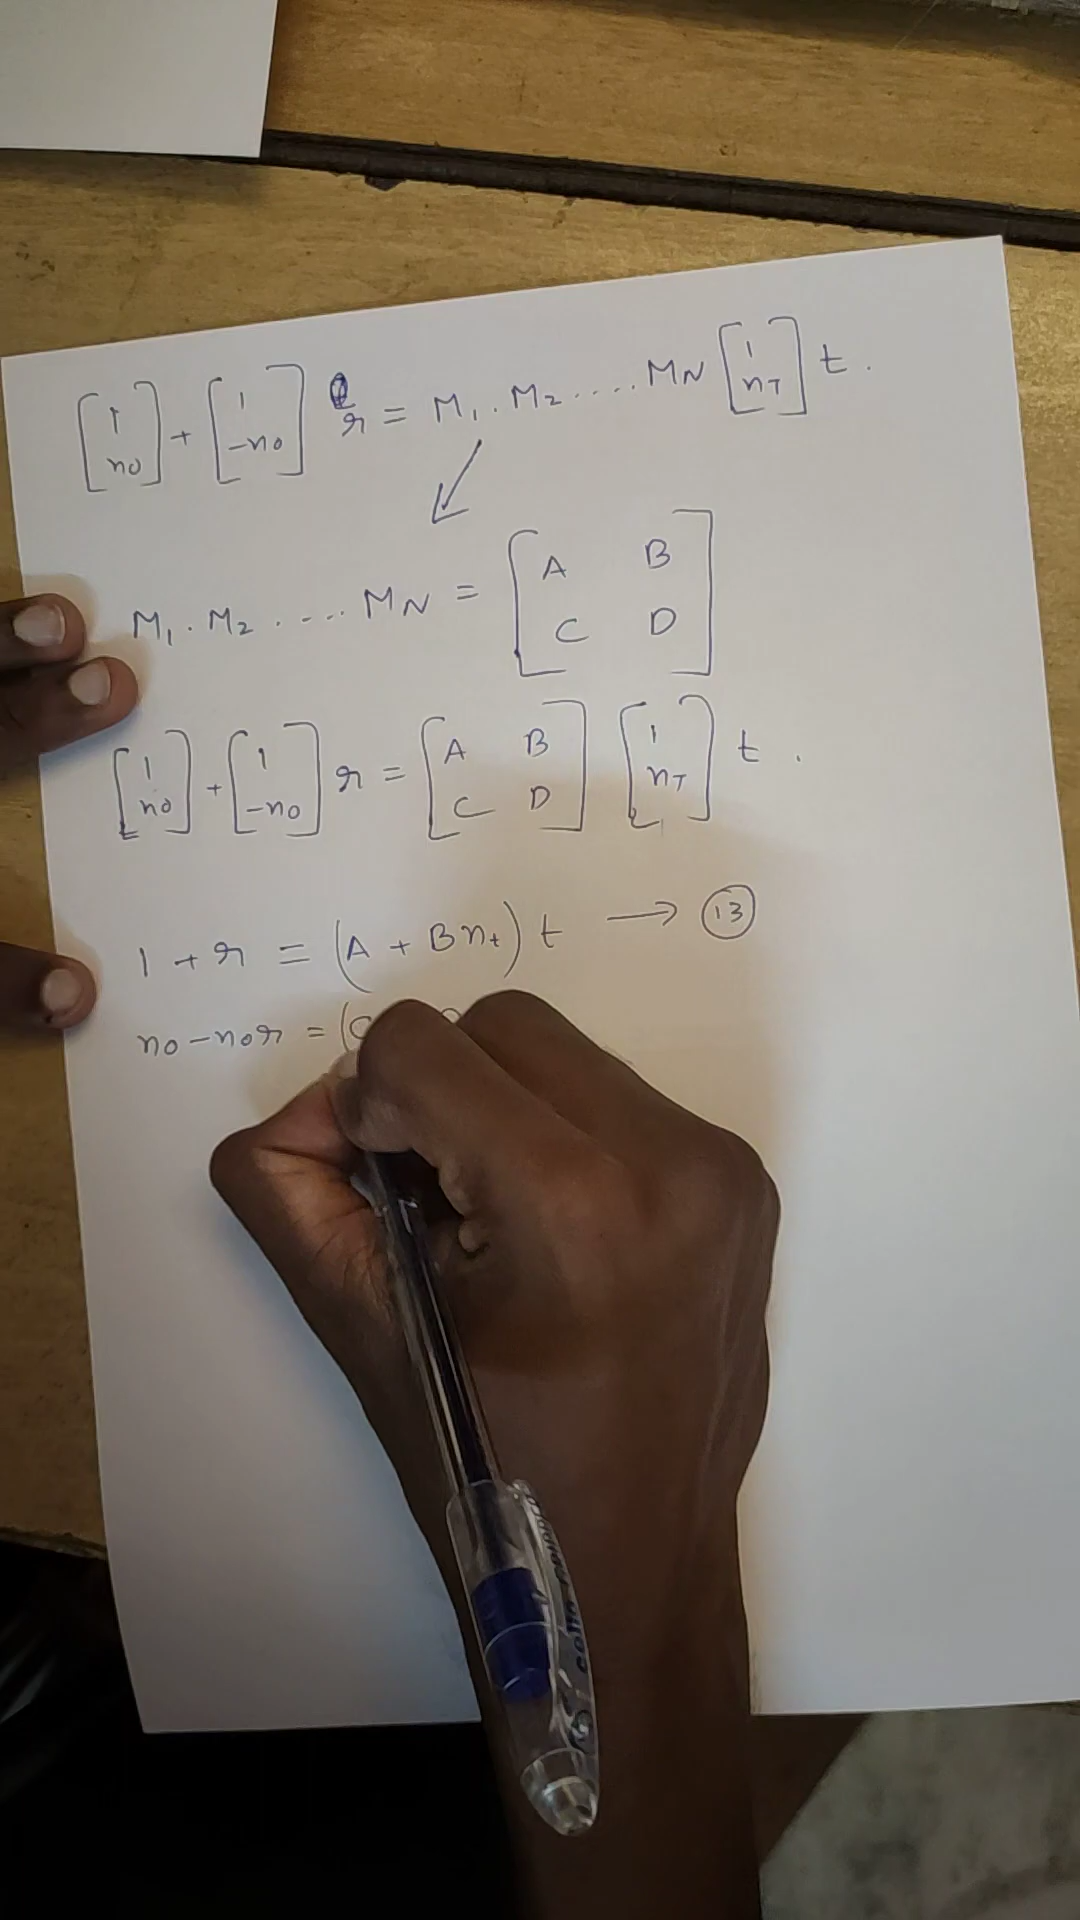 [1 n0] + [1 -n0] r = M1 . M2 ..... MN [1 nT] t .
M1 . M2 ..... MN = [A B C D]
[1 n0] + [1 -n0] r = [A B C D] [1 nT] t .
1 + r = (A + Bnt) t → 13
n0 - n0r = (C